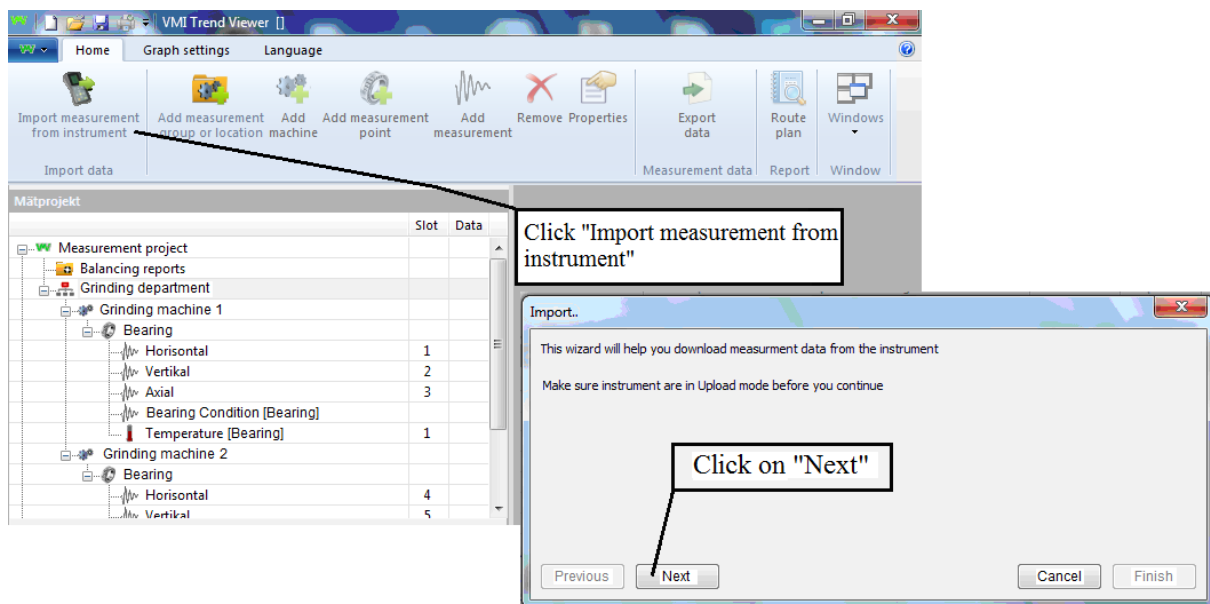 VMI Trend Viewer []
Home Graph settings Language
Import measurement from instrument
Add measurement group or location
Add machine
Add measurement point
Add measurement
Remove
Properties
Export data
Route plan
Windows
Import data
Measurement data
Report
Window
Mätprojekt
Slot Data
Measurement project
Balancing reports
Grinding department
Grinding machine 1
Bearing
Horisontal 1
Vertikal 2
Axial 3
Bearing Condition [Bearing]
Temperature [Bearing] 1
Grinding machine 2
Bearing
Horisontal 4
Vertikal 5
Click "Import measurement from
instrument"
Import..
This wizard will help you download measurment data from the instrument
Make sure instrument are in Upload mode before you continue
Click on "Next"
Previous Next Cancel Finish